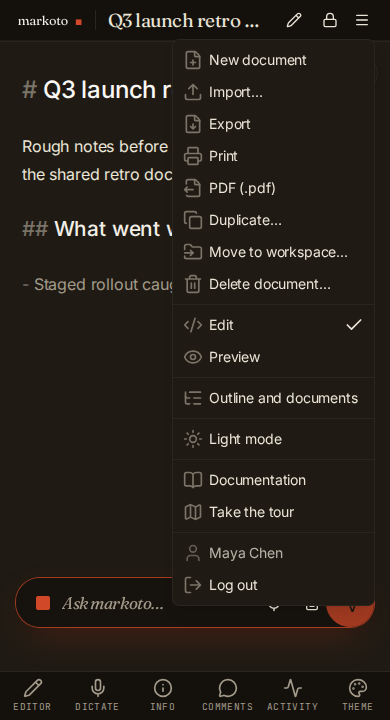 markoto
Q3 launch retro ...
# Q3 launch r
Rough notes before
the shared retro doc
## What went w
- Staged rollout caug
New document
Import...
Export
Print
PDF (.pdf)
Duplicate...
Move to workspace...
Delete document...
Edit
Preview
Outline and documents
Light mode
Documentation
Take the tour
Maya Chen
Log out
Ask markoto...
EDITOR DICTATE INFO COMMENTS ACTIVITY THEME